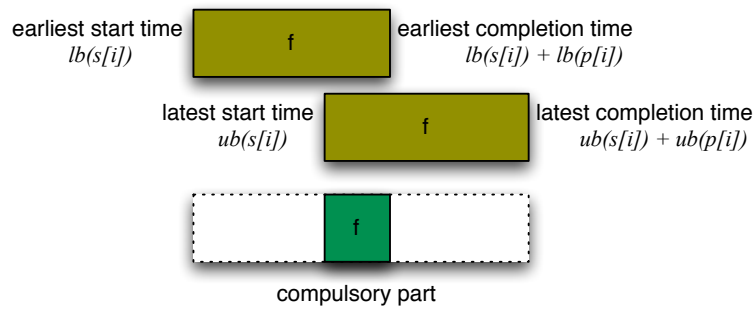 earliest start time
lb(s[i])
f
earliest completion time
lb(s[i]) + lb(p[i])
latest start time
ub(s[i])
f
latest completion time
ub(s[i]) + ub(p[i])
f
compulsory part